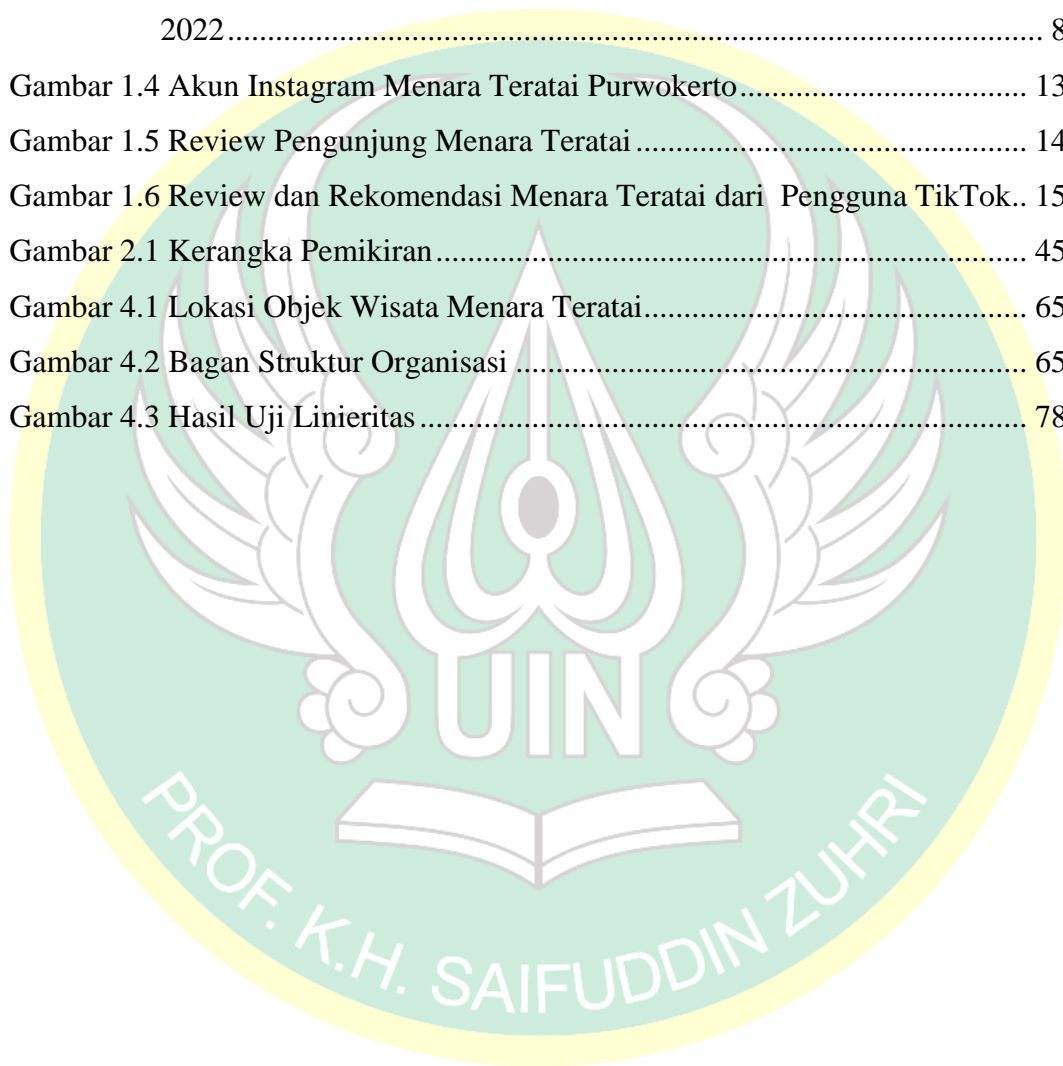 2022....................................................................................................... 8
Gambar 1.4 Akun Instagram Menara Teratai Purwokerto.................................... 13
Gambar 1.5 Review Pengunjung Menara Teratai ................................................. 14
Gambar 1.6 Review dan Rekomendasi Menara Teratai dari  Pengguna TikTok.. 15
Gambar 2.1 Kerangka Pemikiran.......................................................................... 45
Gambar 4.1 Lokasi Objek Wisata Menara Teratai................................................ 65
Gambar 4.2 Bagan Struktur Organisasi ................................................................ 65
Gambar 4.3 Hasil Uji Linieritas ............................................................................ 78
UIN
PROF. K.H. SAIFUDDIN ZUHRI